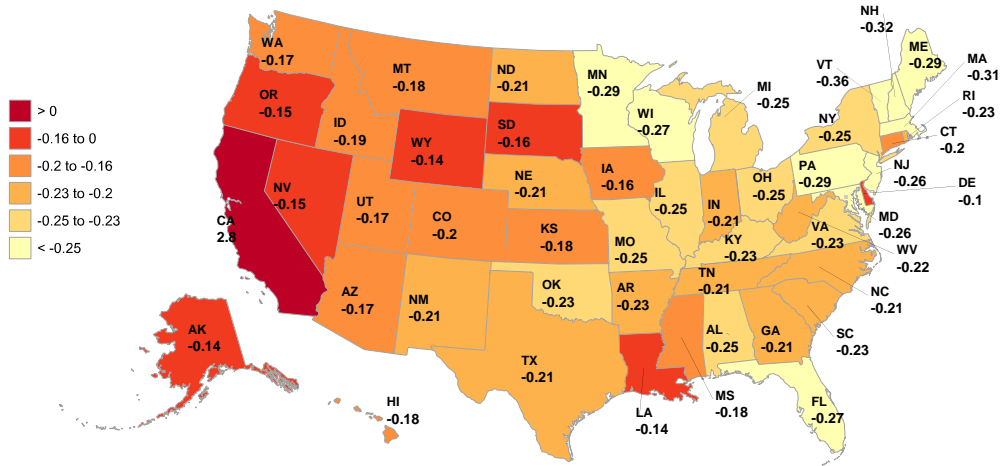 > 0
-0.16 to 0
-0.2 to -0.16
-0.23 to -0.2
-0.25 to -0.23
< -0.25
WA
-0.17
OR
-0.15
CA
2.8
NV
-0.15
ID
-0.19
MT
-0.18
WY
-0.14
UT
-0.17
CO
-0.2
AZ
-0.17
NM
-0.21
ND
-0.21
SD
-0.16
NE
-0.21
KS
-0.18
OK
-0.23
TX
-0.21
MN
-0.29
IA
-0.16
MO
-0.25
AR
-0.23
LA
-0.14
WI
-0.27
IL
-0.25
MI
-0.25
IN
-0.21
OH
-0.25
KY
-0.23
TN
-0.21
MS
-0.18
AL
-0.25
GA
-0.21
FL
-0.27
SC
-0.23
NC
-0.21
VA
-0.23
WV
-0.22
MD
-0.26
DE
-0.1
NJ
-0.26
PA
-0.29
NY
-0.25
CT
-0.2
RI
-0.23
MA
-0.31
VT
-0.36
NH
-0.32
ME
-0.29
AK
-0.14
HI
-0.18